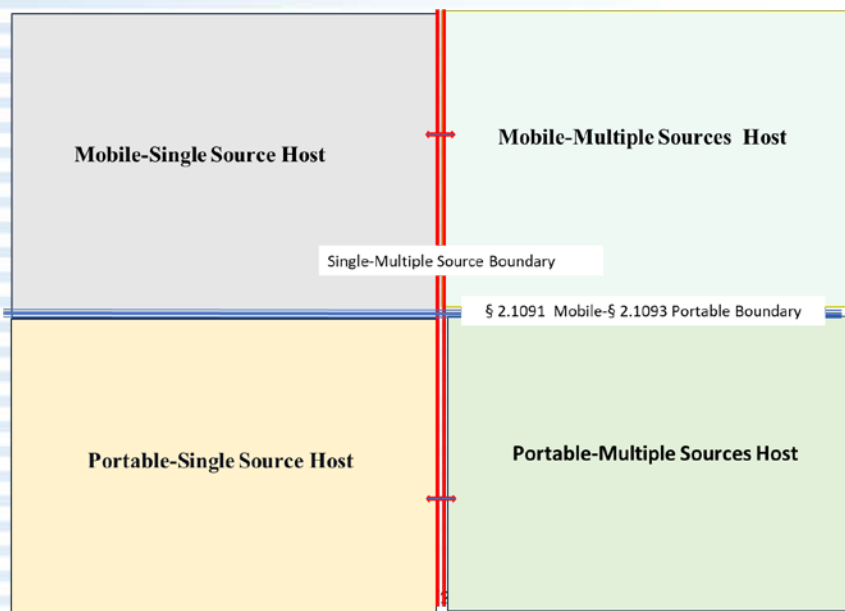 Mobile-Single Source Host
Mobile-Multiple Sources Host
Single-Multiple Source Boundary
§ 2.1091 Mobile-§ 2.1093 Portable Boundary
Portable-Single Source Host
Portable-Multiple Sources Host